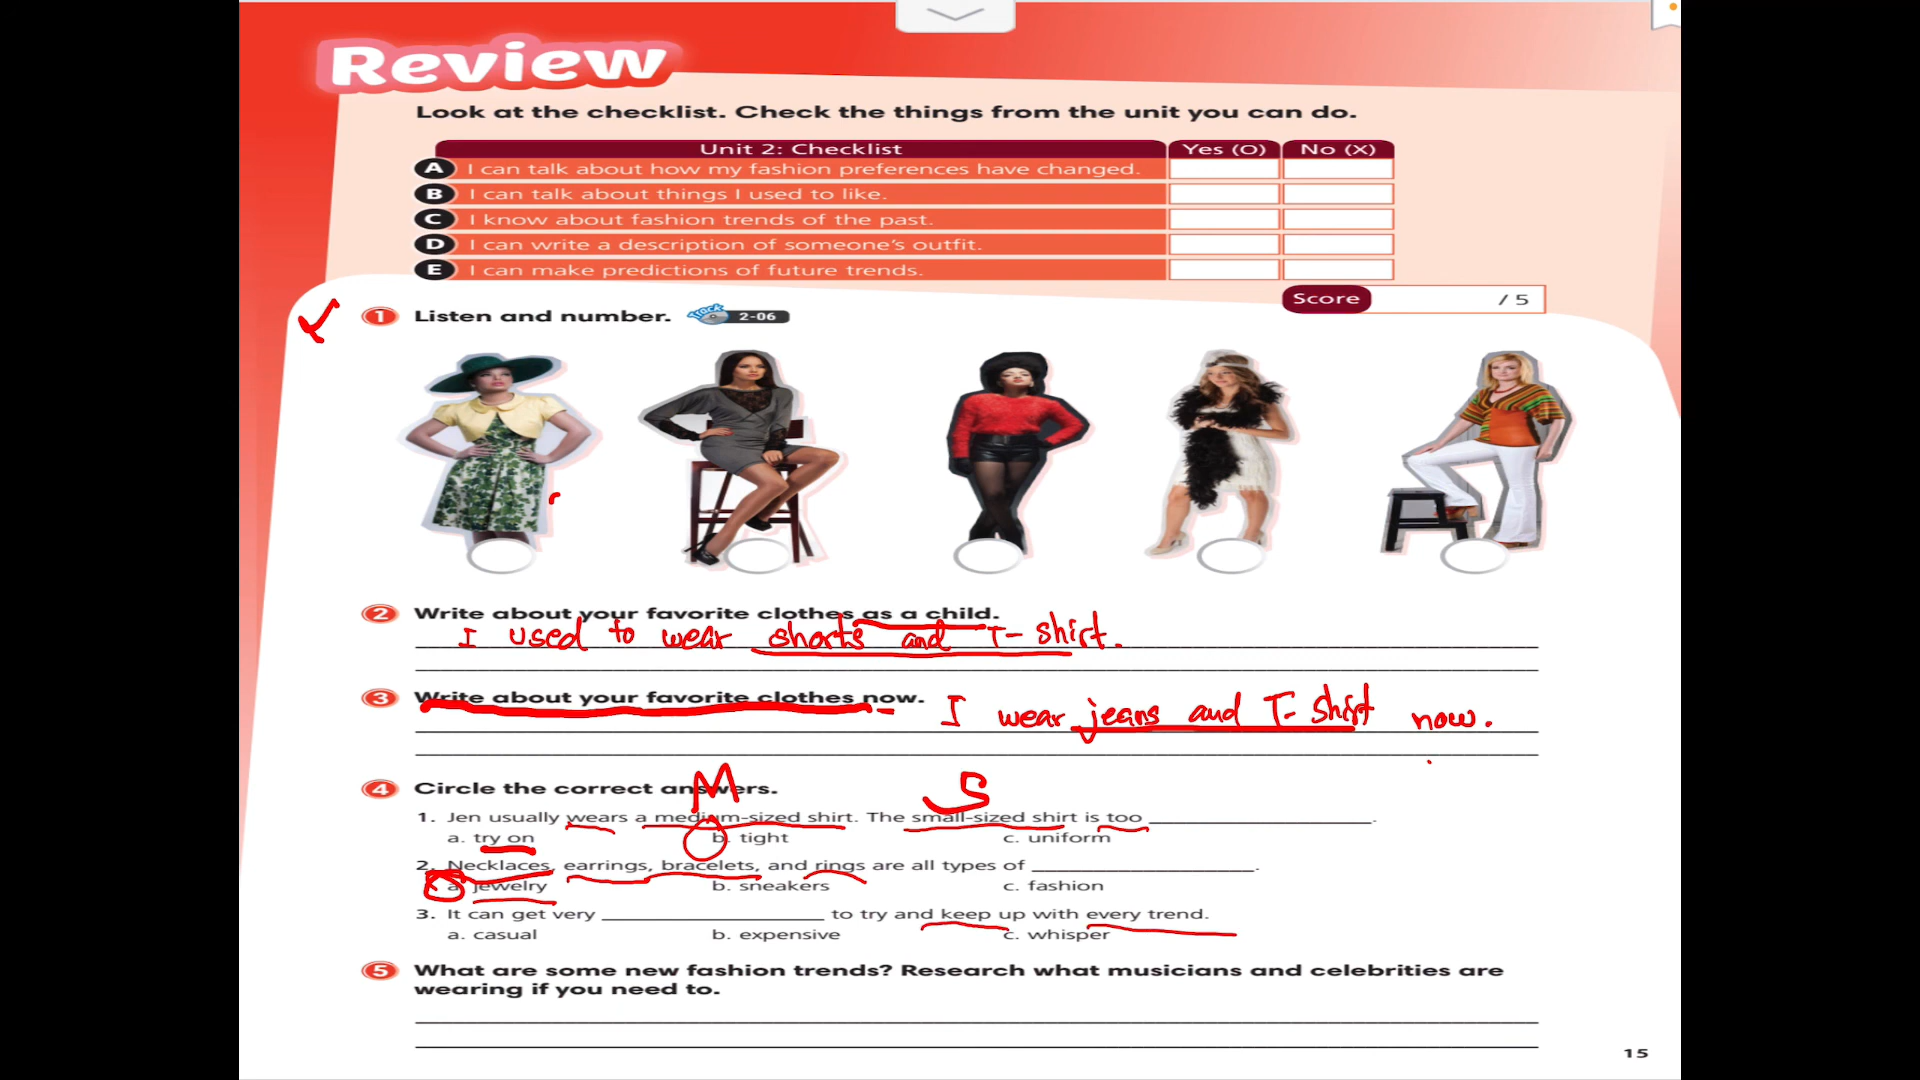 Review
Look at the checklist. Check the things from the unit you can do.
Unit 2: Checklist Yes (O) No (X)
A I can talk about how my fashion preferences have changed.
B I can talk about things I used to like.
C I know about fashion trends of the past.
D I can write a description of someone's outfit.
E I can make predictions of future trends.
Score / 5
1 Listen and number. Track 2-06
2 Write about your favorite clothes as a child.
I used to wear shorts and T-shirt.
3 Write about your favorite clothes now. I wear jeans and T-shirt now.
4 Circle the correct answers.
M S
1. Jen usually wears a medium-sized shirt. The small-sized shirt is too ____.
a. try on b. tight c. uniform
2. Necklaces, earrings, bracelets, and rings are all types of ____.
a. jewelry b. sneakers c. fashion
3. It can get very ____ to try and keep up with every trend.
a. casual b. expensive c. whisper
5 What are some new fashion trends? Research what musicians and celebrities are
wearing if you need to.
15